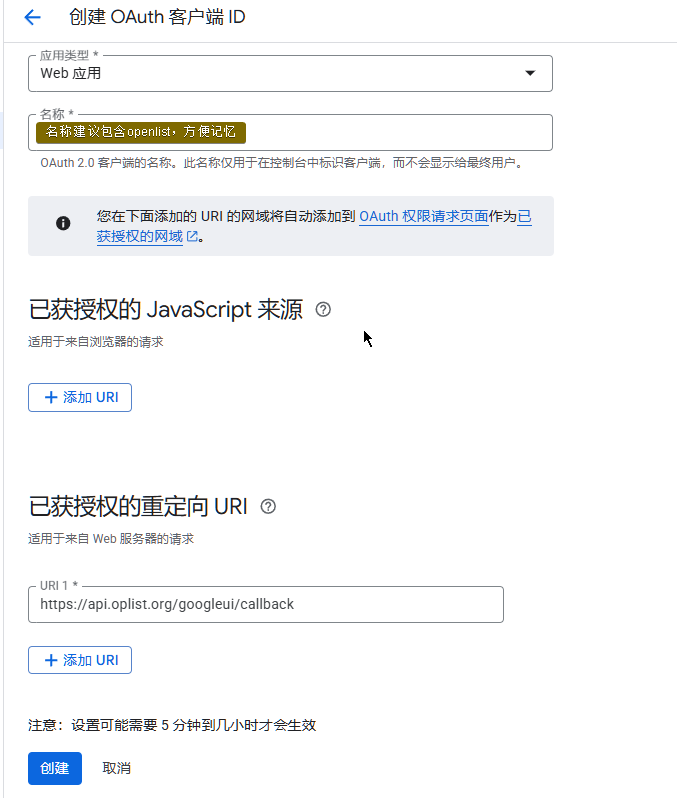 创建 OAuth 客户端 ID
应用类型 *
Web 应用
名称 *
名称建议包含openlist，方便记忆
OAuth 2.0 客户端的名称。此名称仅用于在控制台中标识客户端，而不会显示给最终用户。
您在下面添加的 URI 的网域将自动添加到 OAuth 权限请求页面作为已
获授权的网域。
已获授权的 JavaScript 来源
适用于来自浏览器的请求
添加 URI
已获授权的重定向 URI
适用于来自 Web 服务器的请求
URI 1 *
https://api.oplist.org/googleui/callback
添加 URI
注意：设置可能需要 5 分钟到几小时才会生效
创建 取消